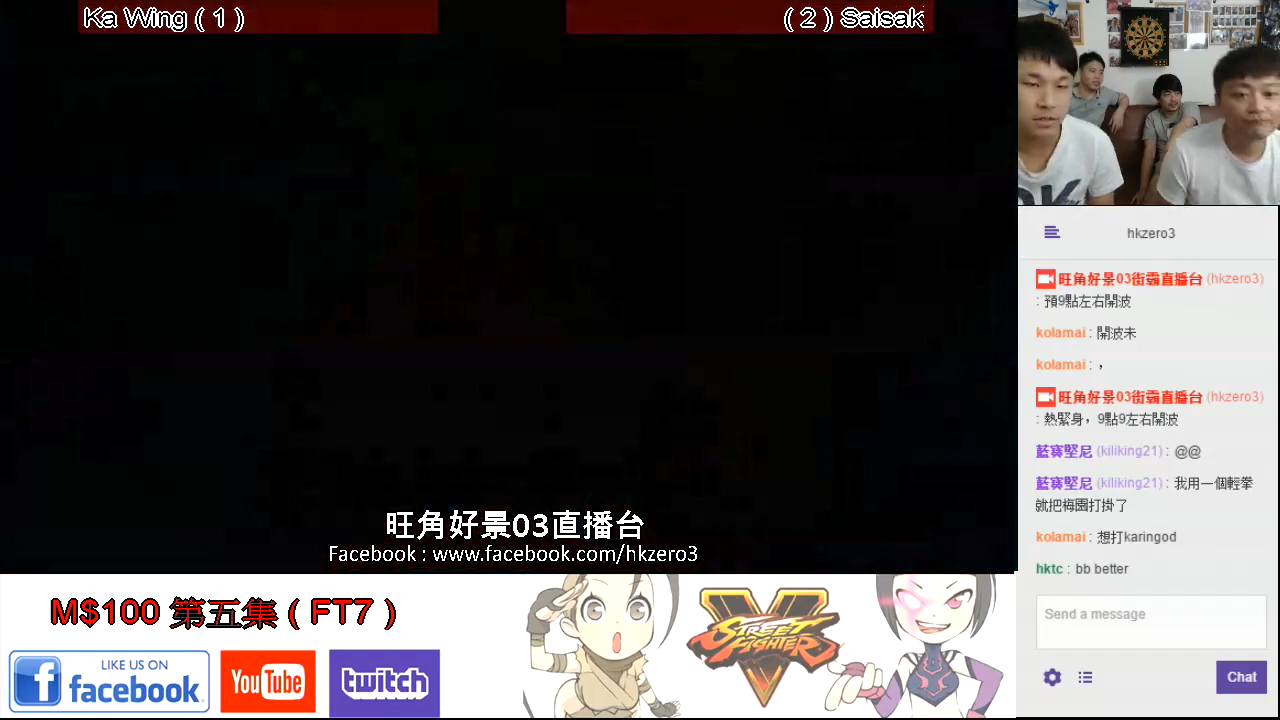 Ka Wing ( 1 )
( 2 ) Saisak
旺角好景03直播台
Facebook : www.facebook.com/hkzero3
M$100 第五集 ( FT7 )
LIKE US ON
facebook
YouTube
twitch
V
STREET
FIGHTER
hkzero3
旺角好景03街霸直播台 (hkzero3)
: 預9點左右開波
kolamai : 開波未
kolamai : ，
旺角好景03街霸直播台 (hkzero3)
: 熱緊身，9點9左右開波
藍寶堅尼 (kiliking21) : @@
藍寶堅尼 (kiliking21) : 我用一個輕拳
就把梅園打掛了
kolamai : 想打karingod
hktc : bb better
Send a message
Chat